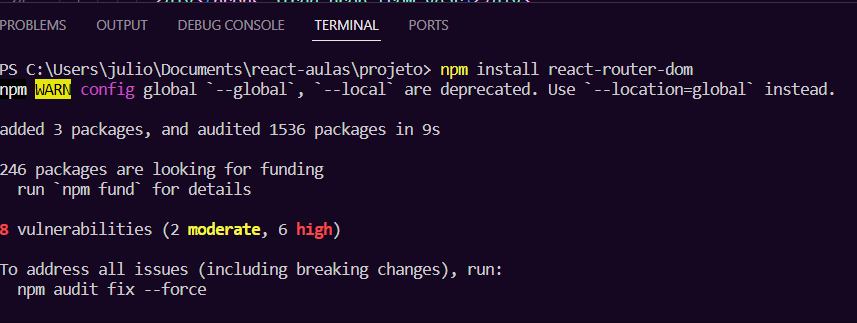 PROBLEMS OUTPUT DEBUG CONSOLE TERMINAL PORTS
PS C:\Users\julio\Documents\react-aulas\projeto> npm install react-router-dom
npm WARN config global `--global`, `--local` are deprecated. Use `--location=global` instead.
added 3 packages, and audited 1536 packages in 9s
246 packages are looking for funding
run `npm fund` for details
8 vulnerabilities (2 moderate, 6 high)
To address all issues (including breaking changes), run:
npm audit fix --force